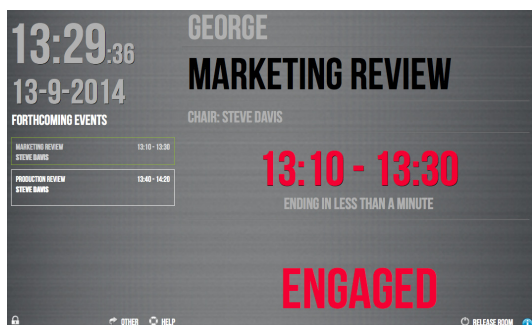 13:29:36
13-9-2014
FORTHCOMING EVENTS
MARKETING REVIEW 13:10 - 13:30
STEVE DAVIS
PRODUCTION REVIEW 13:40 - 14:20
STEVE DAVIS
GEORGE
MARKETING REVIEW
CHAIR: STEVE DAVIS
13:10 - 13:30
ENDING IN LESS THAN A MINUTE
ENGAGED
OTHER HELP RELEASE ROOM